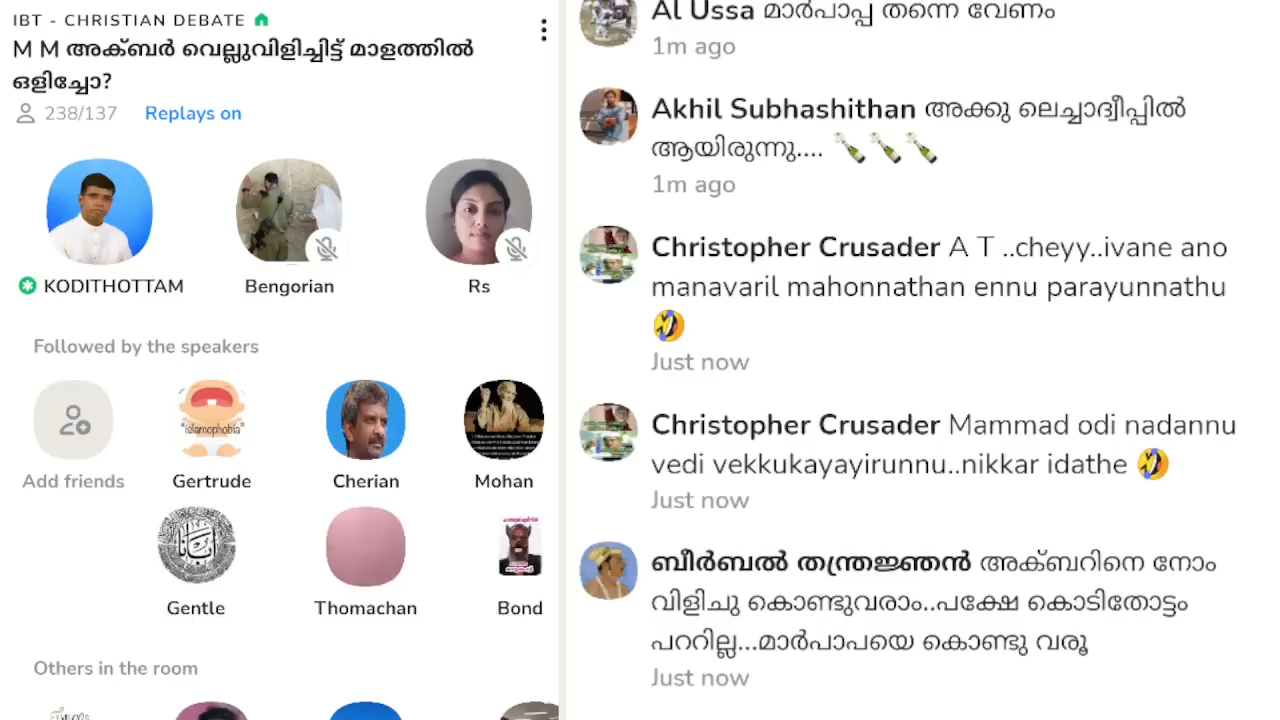 IBT - CHRISTIAN DEBATE
M M അക്ബർ വെല്ലുവിളിച്ചിട്ട് മാളത്തിൽ
ഒളിച്ചോ?
238/137 Replays on
KODITHOTTAM
Bengorian
Rs
Followed by the speakers
"islamophobia"
Add friends
Gertrude
Cherian
Mohan
Gentle
Thomachan
Bond
Others in the room
Al Ussa മാർപാപ്പ തന്നെ വേണം
1m ago
Akhil Subhashithan അക്കു ലെച്ചാദ്വീപ്പിൽ
ആയിരുന്നു.... 🍾🍾🍾
1m ago
Christopher Crusader A T ..cheyy..ivane ano
manavaril mahonnathan ennu parayunnathu
🤣
Just now
Christopher Crusader Mammad odi nadannu
vedi vekkukayayirunnu..nikkar idathe 🤣
Just now
ബീർബൽ തന്ത്രജ്ഞൻ അക്ബറിനെ നോം
വിളിചു കൊണ്ടുവരാം..പക്ഷേ കൊടിതോട്ടം
പററില്ല...മാർപാപയെ കൊണ്ടു വരൂ
Just now